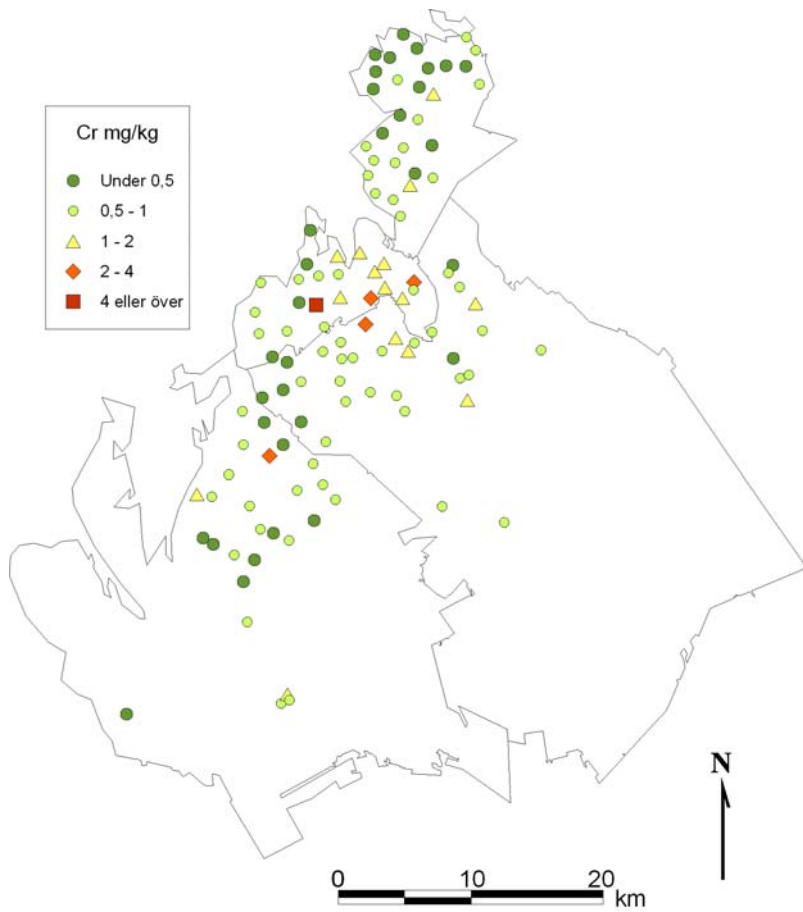 Cr mg/kg
Under 0,5
0,5 - 1
1 - 2
2 - 4
4 eller över
N
0 10 20
km